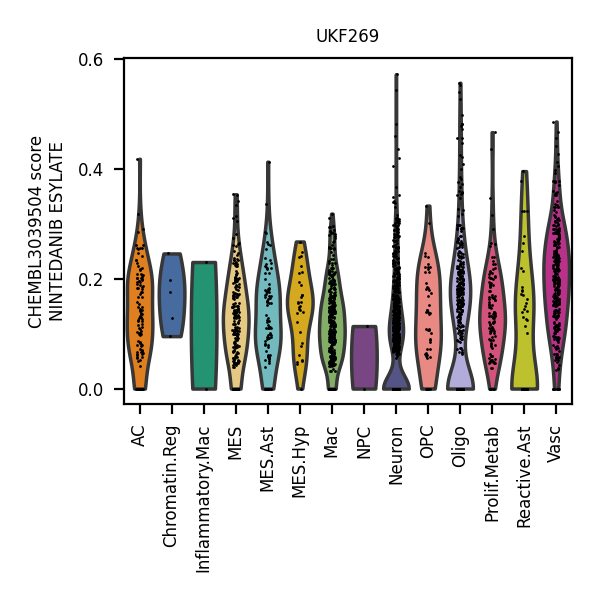 UKF269
CHEMBL3039504 score
NINTEDANIB ESYLATE
0.6
0.4
0.2
0.0
AC
Chromatin.Reg
Inflammatory.Mac
MES
MES.Ast
MES.Hyp
Mac
NPC
Neuron
OPC
Oligo
Prolif.Metab
Reactive.Ast
Vasc